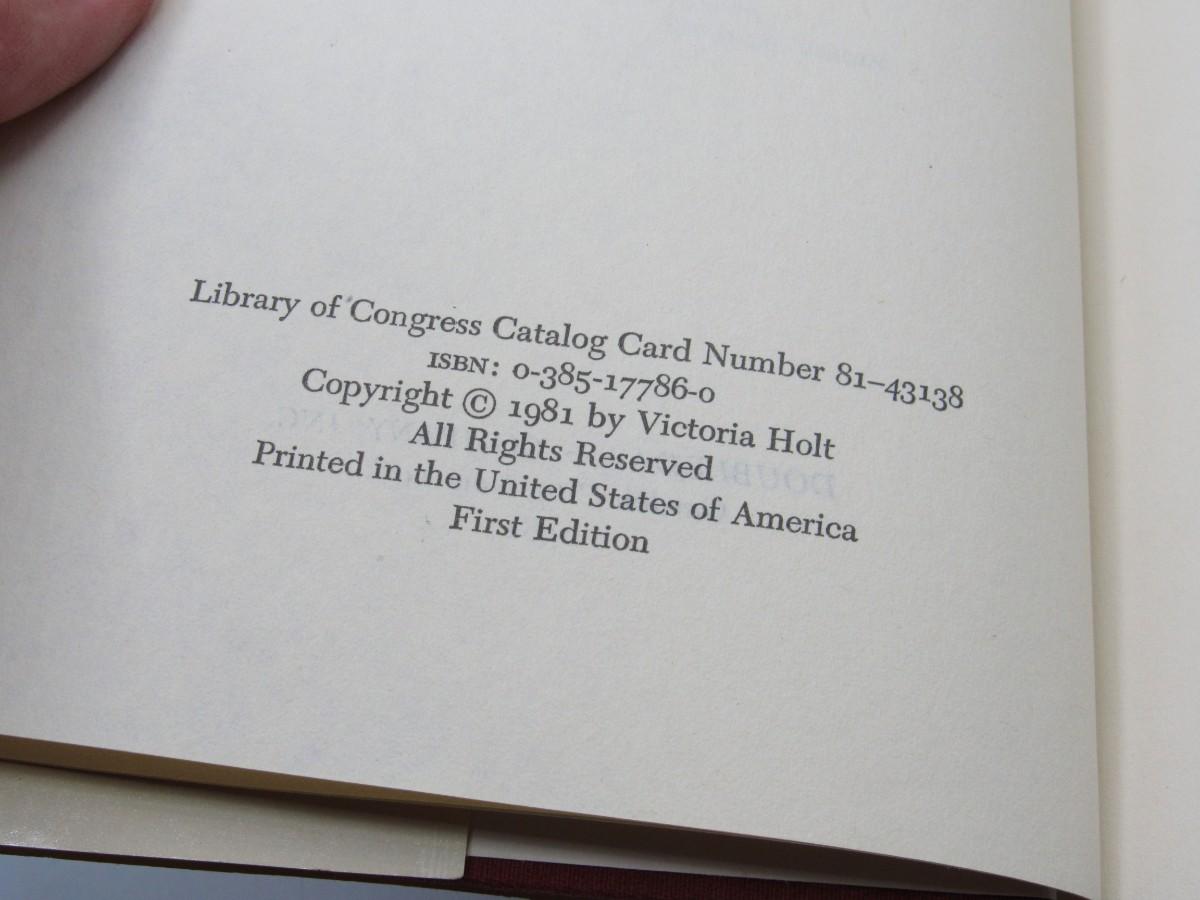 Library of Congress Catalog Card Number 81–43138
ISBN: 0-385-17786-0
Copyright © 1981 by Victoria Holt
All Rights Reserved
Printed in the United States of America
First Edition